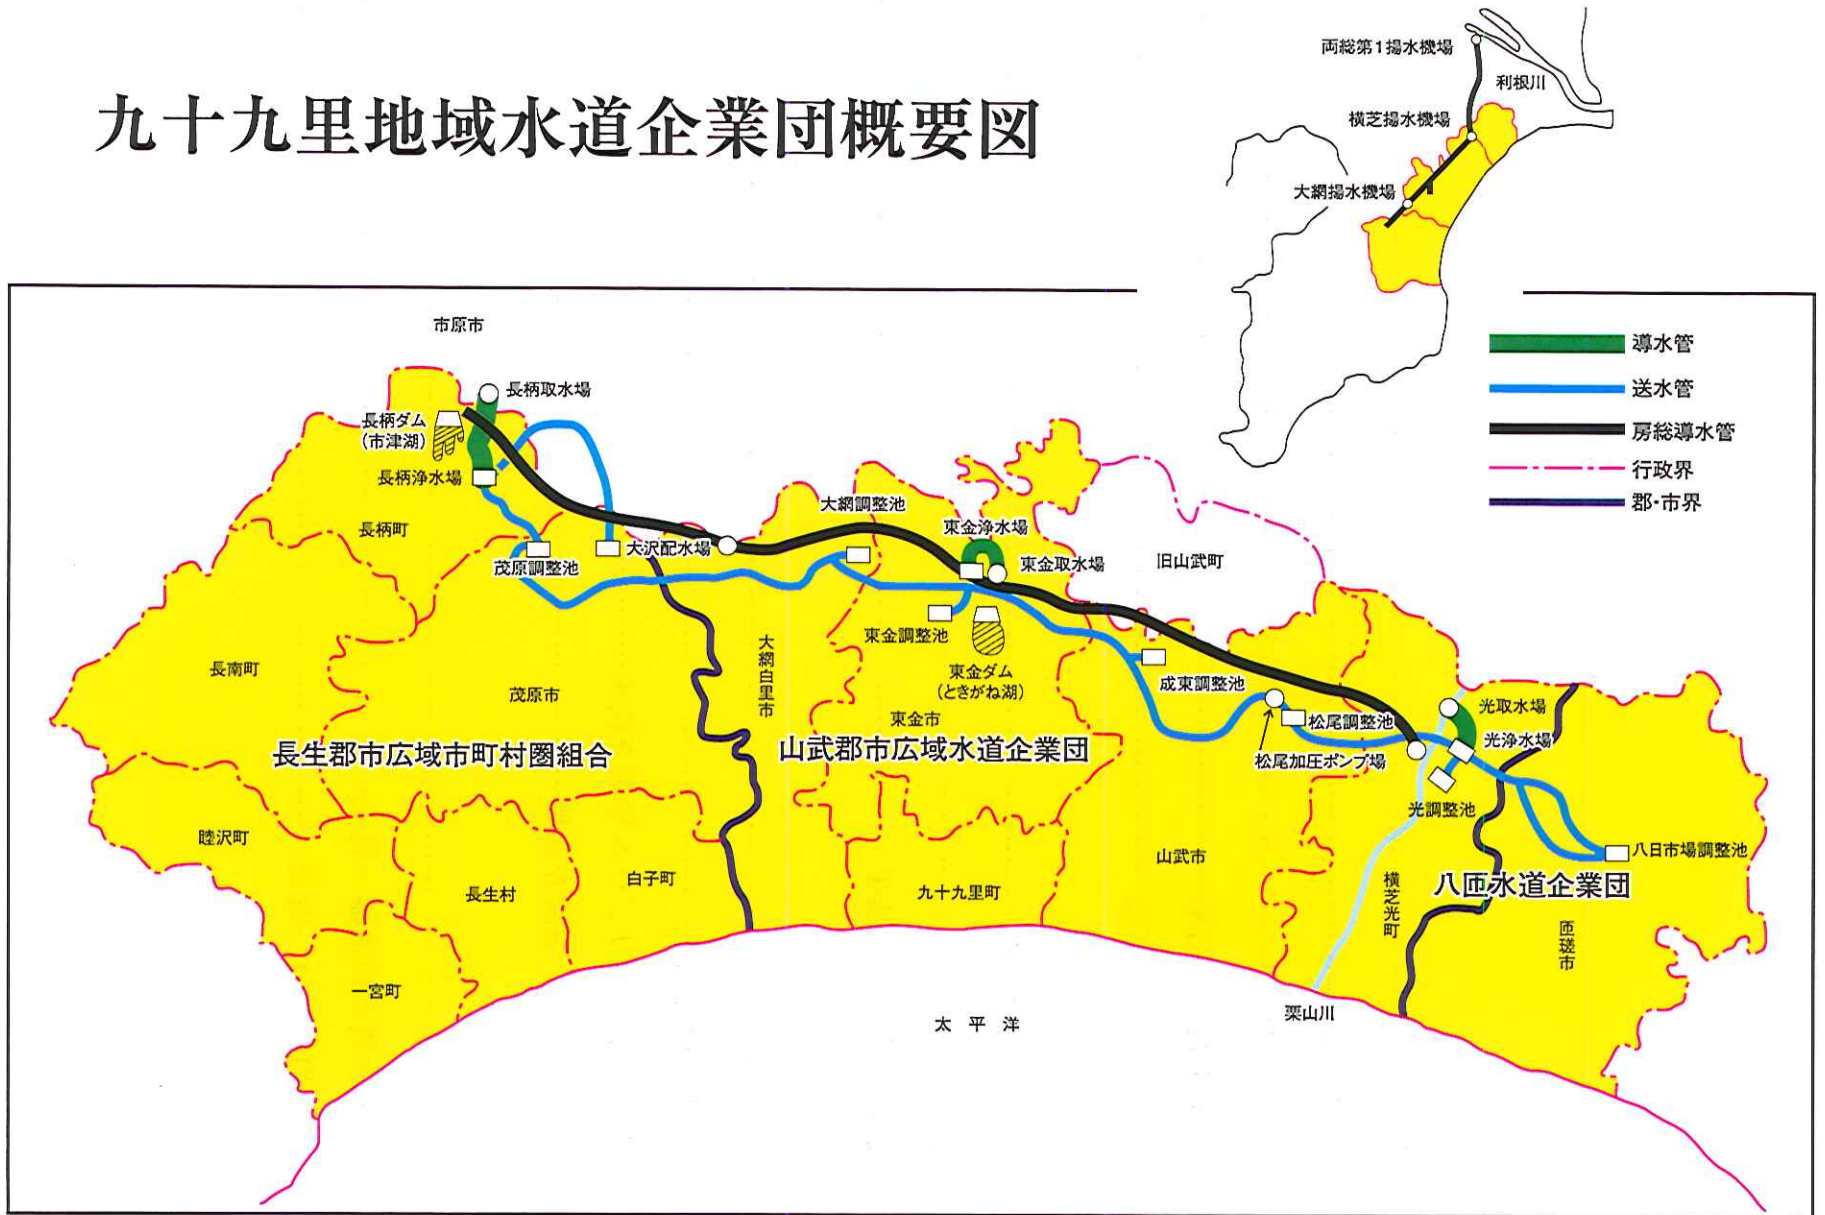 九十九里地域水道企業団概要図
両総第1揚水機場
利根川
横芝揚水機場
大網揚水機場
導水管
送水管
房総導水管
行政界
郡・市界
市原市
長柄取水場
長柄ダム
(市津湖)
長柄浄水場
長柄町
茂原調整池
大沢配水場
大網調整池
東金浄水場
東金取水場
旧山武町
東金調整池
東金ダム
(ときがね湖)
長南町
茂原市
大網白里市
東金市
成東調整池
松尾調整池
松尾加圧ポンプ場
光取水場
光浄水場
光調整池
長生郡市広域市町村圏組合
山武郡市広域水道企業団
八匝水道企業団
八日市場調整池
睦沢町
長生村
白子町
九十九里町
山武市
横芝光町
匝瑳市
一宮町
栗山川
太平洋